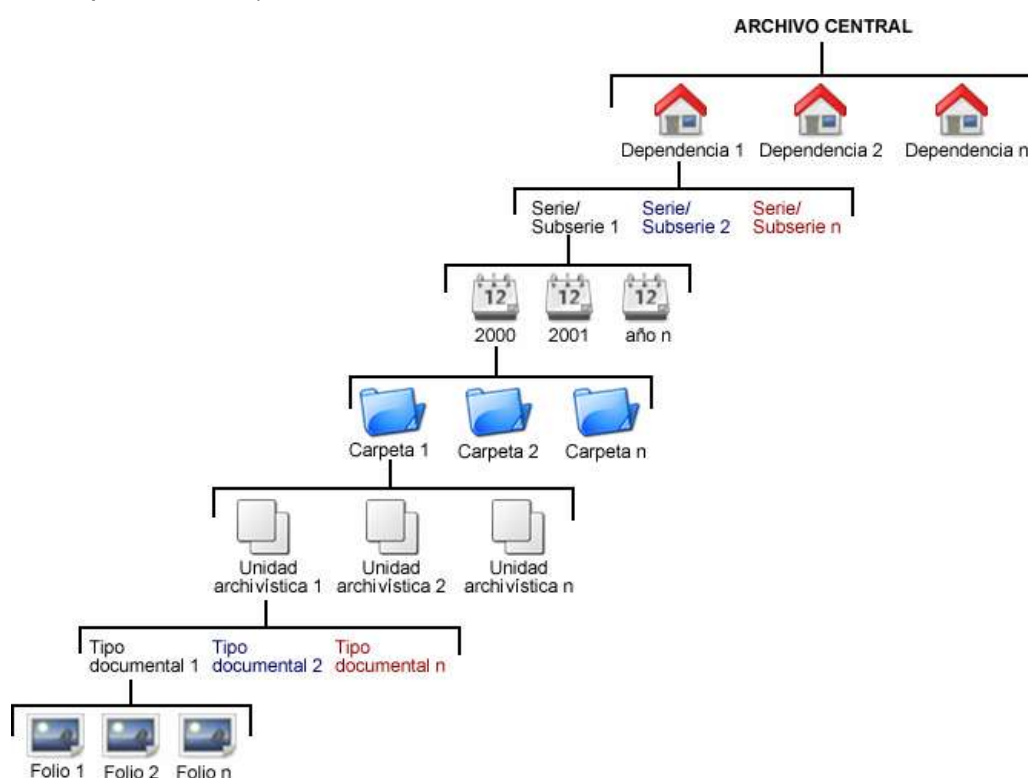 ARCHIVO CENTRAL
Dependencia 1 Dependencia 2 Dependencia n
Serie/ Serie/ Serie/
Subserie 1 Subserie 2 Subserie n
12 12 12
2000 2001 año n
Carpeta 1 Carpeta 2 Carpeta n
Unidad Unidad Unidad
archivística 1 archivística 2 archivística n
Tipo Tipo Tipo
documental 1 documental 2 documental n
Folio 1 Folio 2 Folio n